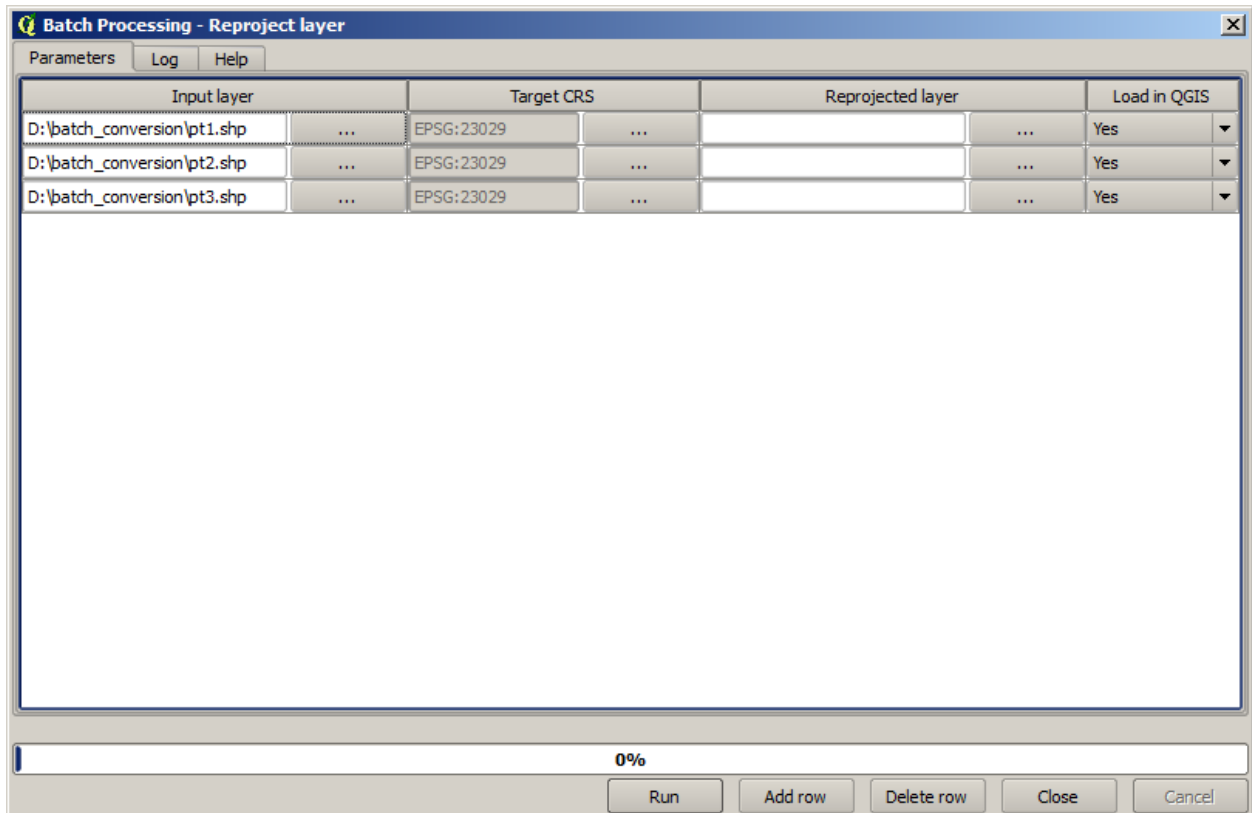 Batch Processing - Reproject layer
Parameters Log Help
Input layer Target CRS Reprojected layer Load in QGIS
D:\batch_conversion\pt1.shp ... EPSG:23029 ... ... Yes
D:\batch_conversion\pt2.shp ... EPSG:23029 ... ... Yes
D:\batch_conversion\pt3.shp ... EPSG:23029 ... ... Yes
0%
Run Add row Delete row Close Cancel